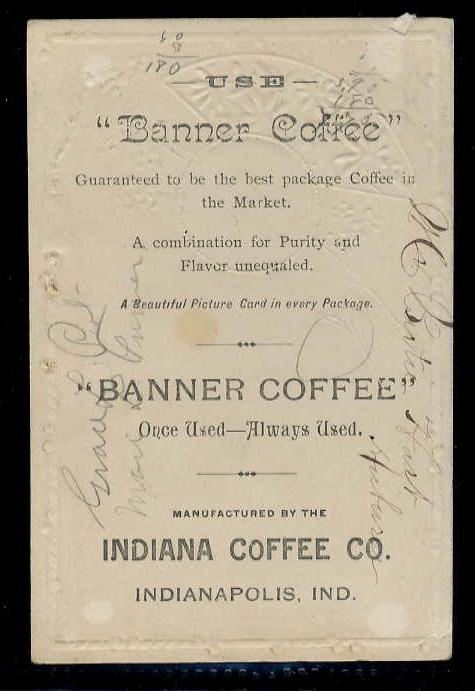 USE
"Banner Coffee"
Guaranteed to be the best package Coffee in
the Market.
A combination for Purity and
Flavor unequaled.
A Beautiful Picture Card in every Package.
"BANNER COFFEE"
Once Used—Always Used.
MANUFACTURED BY THE
INDIANA COFFEE CO.
INDIANAPOLIS, IND.
180